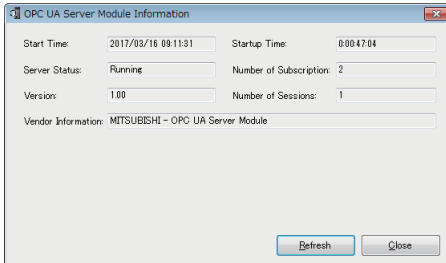 OPC UA Server Module Information
Start Time: 2017/03/16 09:11:31 Startup Time: 0:00:47:04
Server Status: Running Number of Subscription: 2
Version: 1.00 Number of Sessions: 1
Vendor Information: MITSUBISHI - OPC UA Server Module
Refresh Close